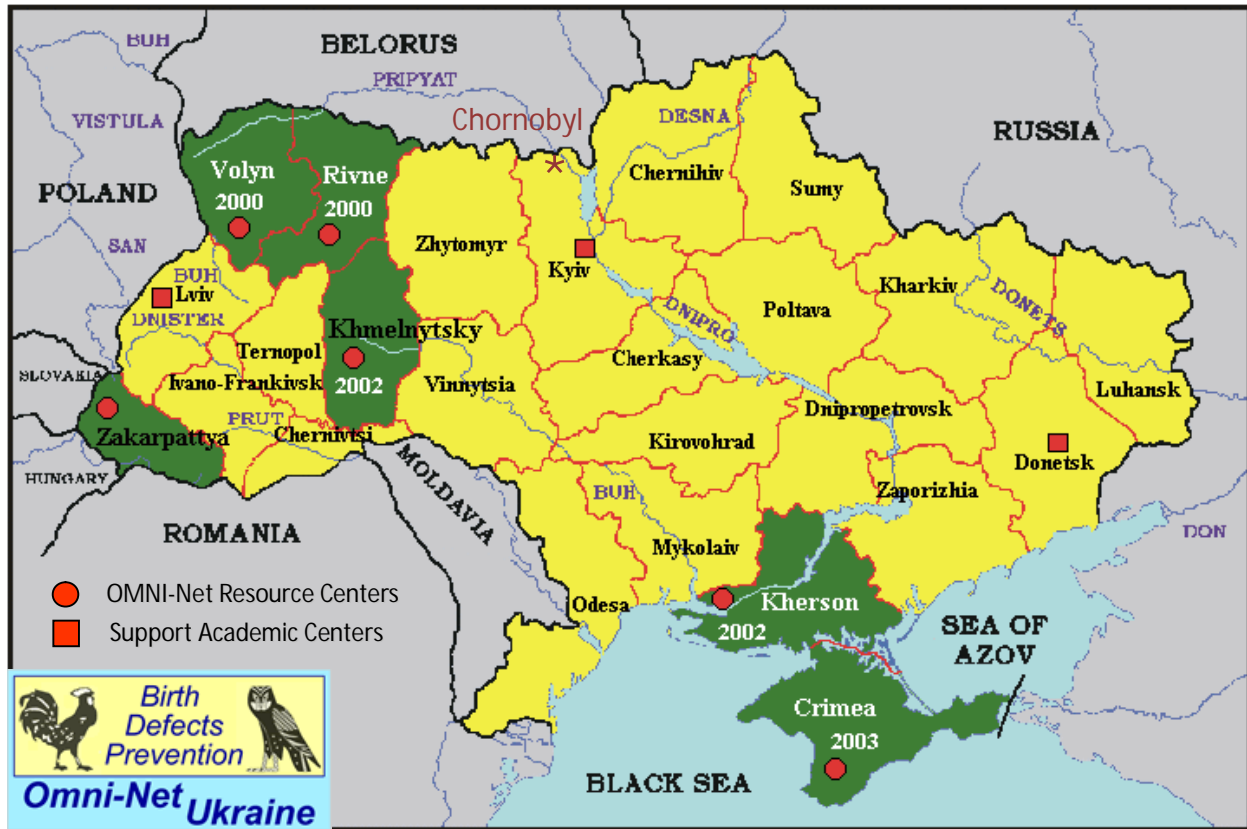 BUH
BELORUS
PRIPYAT
VISTULA
Chornobyl
DESNA
RUSSIA
POLAND
Volyn
2000
Rivne
2000
Chernihiv
Sumy
SAN
Zhytomyr
BUH
Lviv
Kyiv
Kharkiv
DONETS
DNISTER
DNIPRO
Poltava
Khmelnytsky
2002
Ternopol
Cherkasy
SLOVAKIA
Ivano-Frankivsk
Vinnytsia
Luhansk
PRUT
Dnipropetrovsk
Zakarpattya
Chernivtsi
Kirovohrad
Donetsk
HUNGARY
MOLDAVIA
BUH
Zaporizhia
ROMANIA
DON
Mykolaiv
OMNI-Net Resource Centers
Support Academic Centers
Odesa
Kherson
2002
SEA OF
AZOV
Crimea
2003
BLACK SEA
Birth
Defects
Prevention
Omni-Net
Ukraine